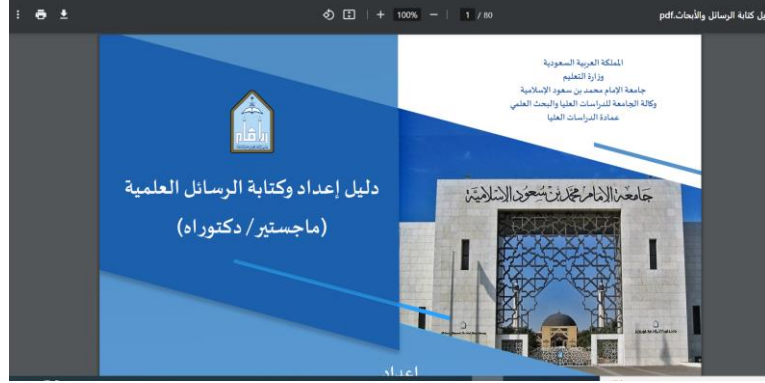 دليل كتابة الرسائل والأبحاث.pdf
1 / 80
100%
المملكة العربية السعودية
وزارة التعليم
جامعة الإمام محمد بن سعود الإسلامية
وكالة الجامعة للدراسات العليا والبحث العلمي
عمادة الدراسات العليا
دليل إعداد وكتابة الرسائل العلمية
(ماجستير/ دكتوراه)
جامعة الإمام محمد بن سعود الإسلامية
إعداد